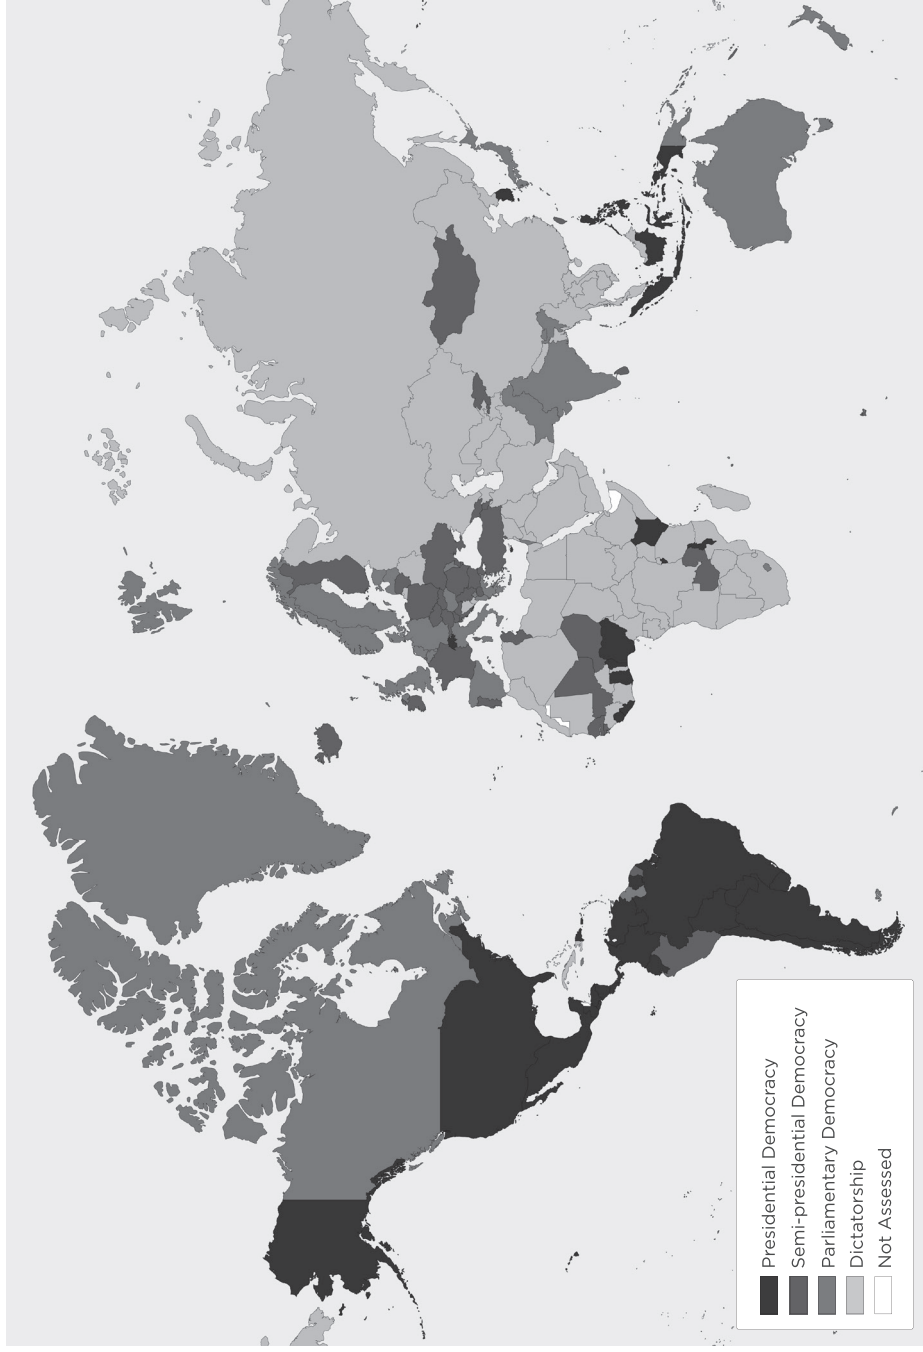 Presidential Democracy
Semi-presidential Democracy
Parliamentary Democracy
Dictatorship
Not Assessed